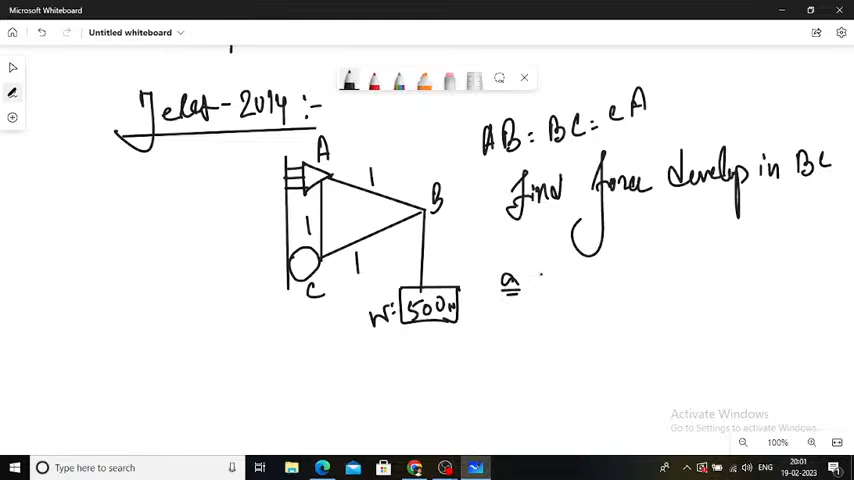 Microsoft Whiteboard
Untitled whiteboard
Jelet-2014 :-
AB = BC = CA
find force develop in BC
A
1
B
1
1
C
W: 500N
a
Activate Windows
Go to Settings to activate Windows.
100%
Type here to search
ENG
20:01
19-02-2023